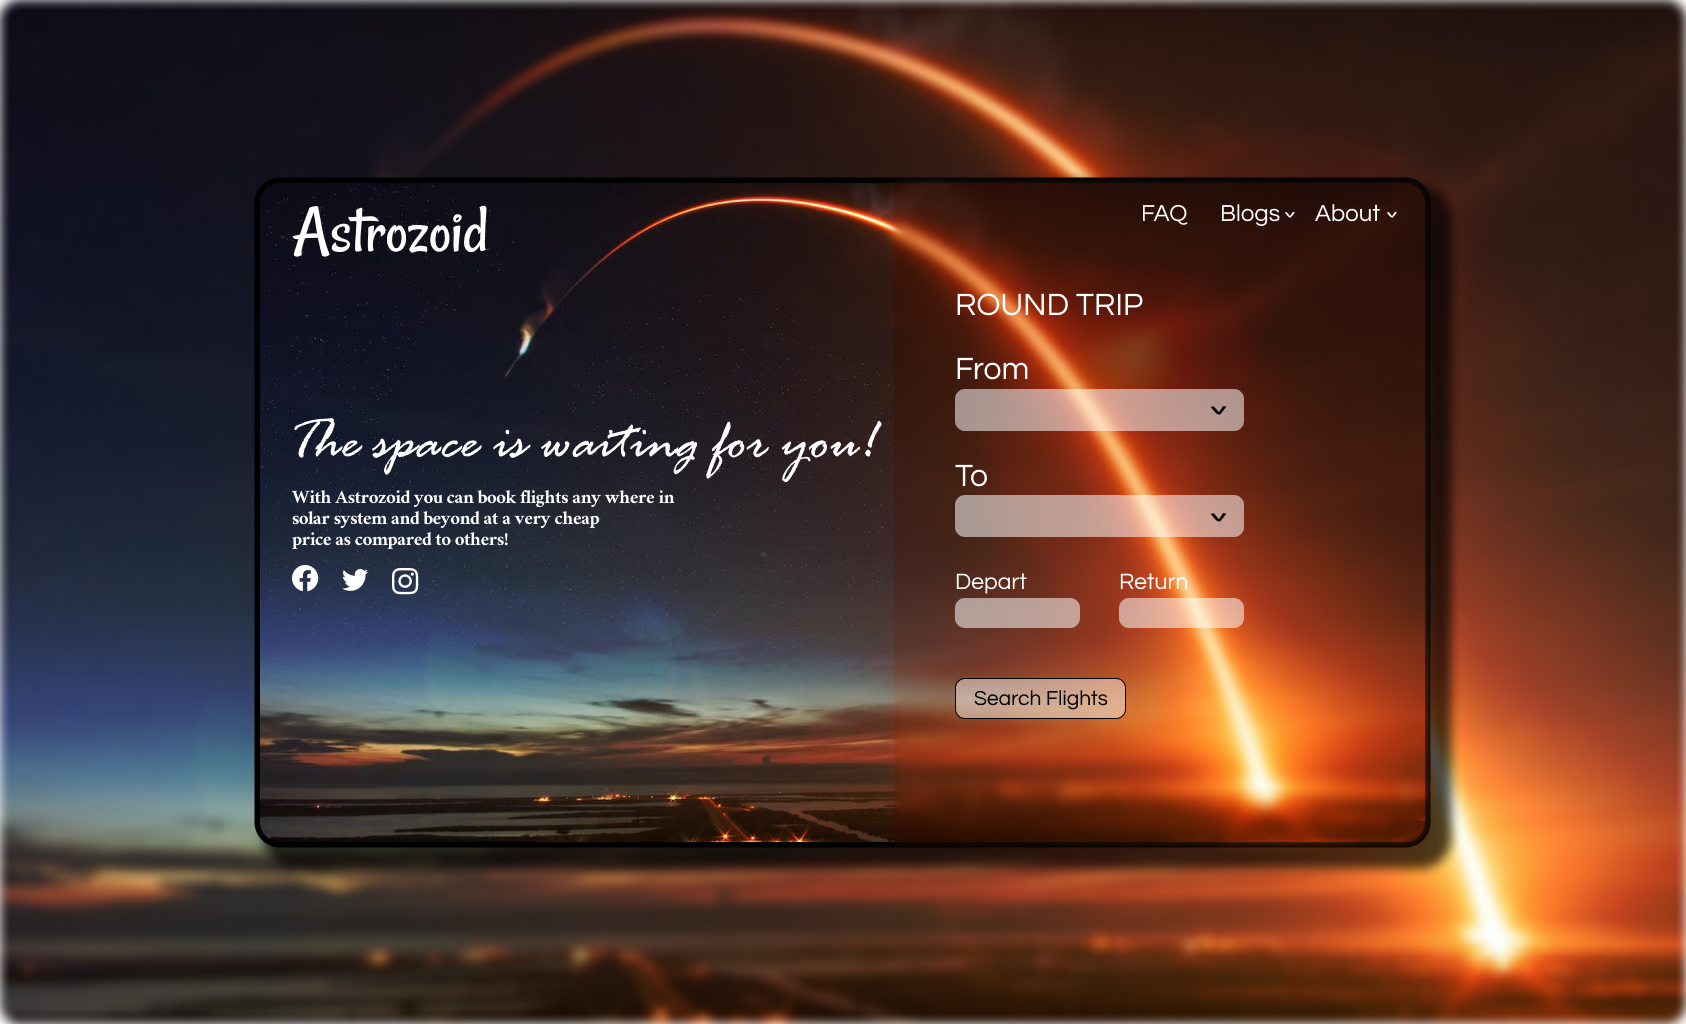 Astrozoid
FAQ Blogs About
The space is waiting for you!
With Astrozoid you can book flights any where in
solar system and beyond at a very cheap
price as compared to others!
ROUND TRIP
From
To
Depart Return
Search Flights